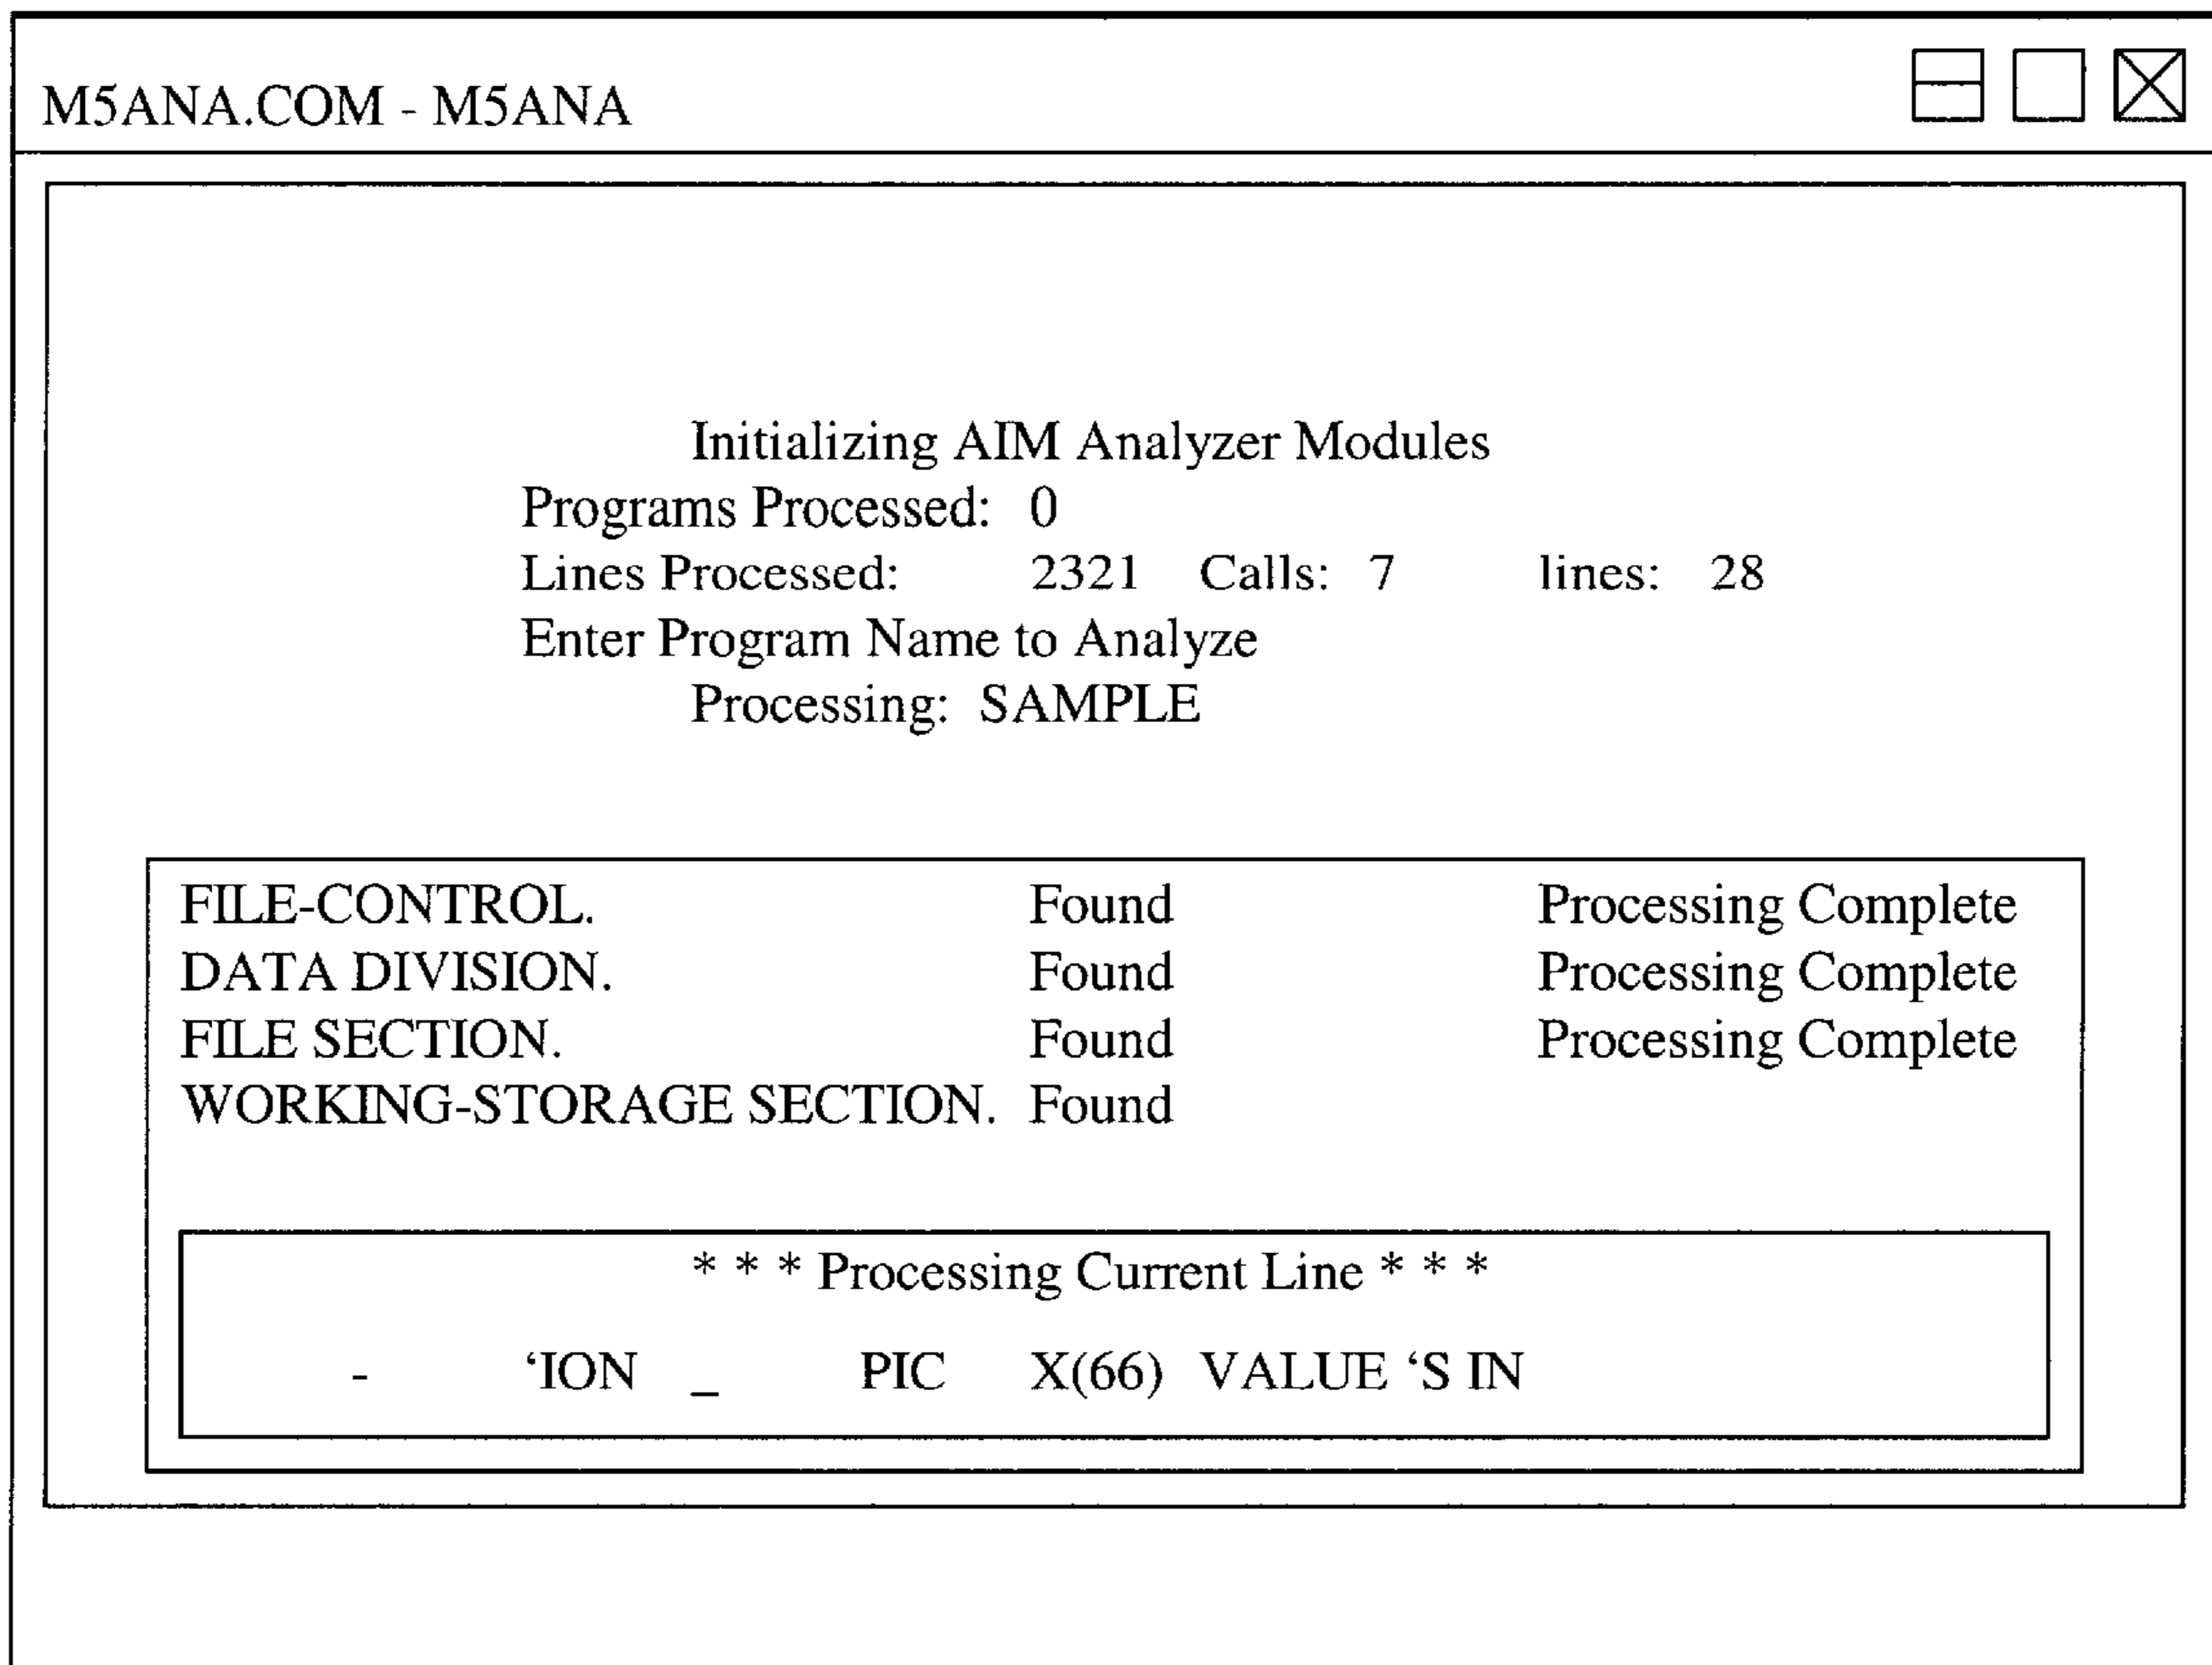 M5ANA.COM - M5ANA
Initializing AIM Analyzer Modules
Programs Processed: 0
Lines Processed: 2321 Calls: 7 lines: 28
Enter Program Name to Analyze
Processing: SAMPLE
FILE-CONTROL. Found Processing Complete
DATA DIVISION. Found Processing Complete
FILE SECTION. Found Processing Complete
WORKING-STORAGE SECTION. Found
* * * Processing Current Line * * *
- ‘ION _ PIC X(66) VALUE ‘S IN